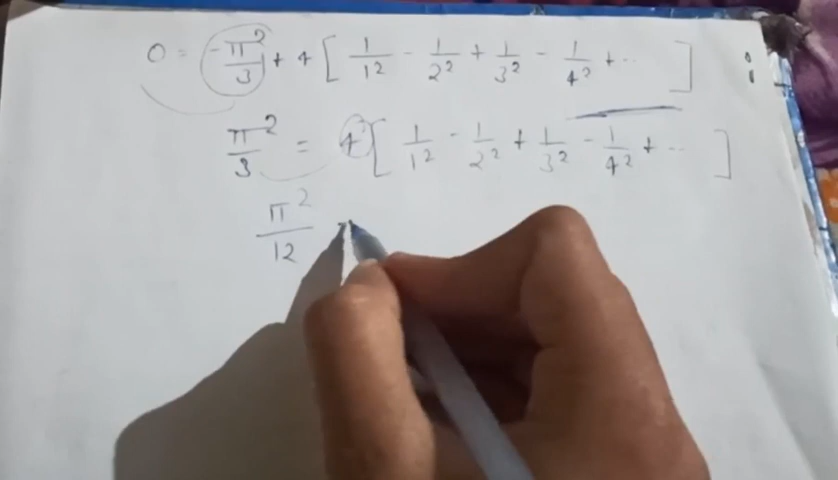 0 = -π²/3 + 4 [ 1/1² - 1/2² + 1/3² - 1/4² + ·· ]
π²/3 = 4 [ 1/1² - 1/2² + 1/3² - 1/4² + ·· ]
π²/12